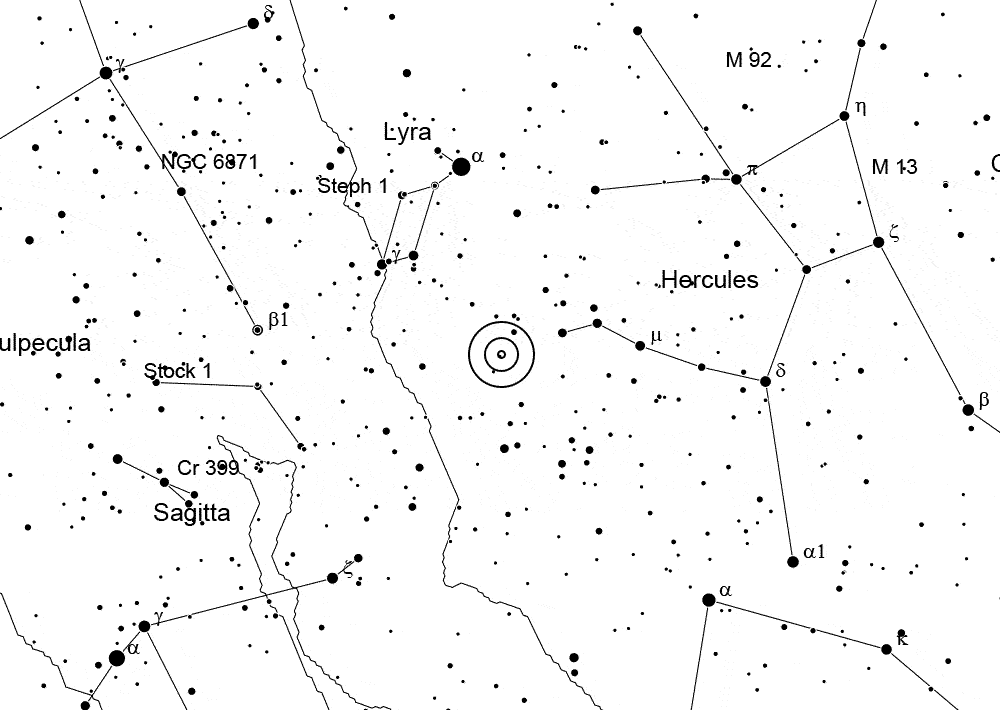 δ
γ
M 92
η
Lyra
α
NGC 6871
M 13
π
Steph 1
ζ
γ
Hercules
β1
μ
ulpecula
Stock 1
δ
β
Cr 399
Sagitta
α1
ζ
α
γ
κ
α